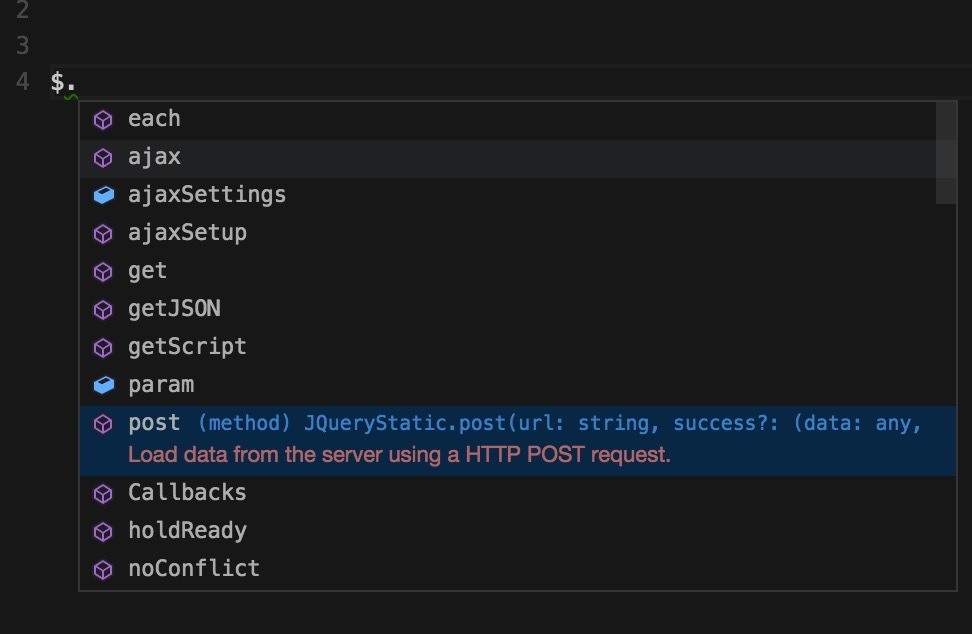 2
3
4 $.
each
ajax
ajaxSettings
ajaxSetup
get
getJSON
getScript
param
post (method) JQueryStatic.post(url: string, success?: (data: any,
Load data from the server using a HTTP POST request.
Callbacks
holdReady
noConflict